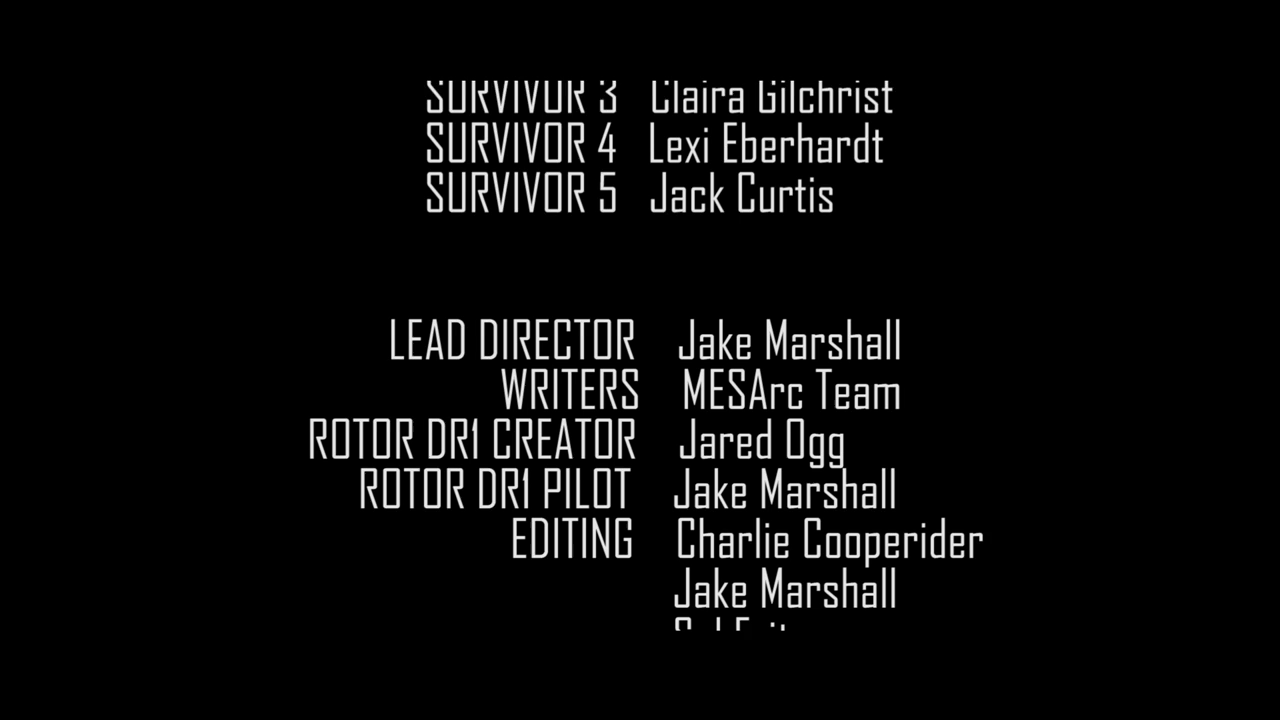 SURVIVOR 3 Claira Gilchrist
SURVIVOR 4 Lexi Eberhardt
SURVIVOR 5 Jack Curtis
LEAD DIRECTOR Jake Marshall
WRITERS MESArc Team
ROTOR DR1 CREATOR Jared Ogg
ROTOR DR1 PILOT Jake Marshall
EDITING Charlie Cooperider
Jake Marshall